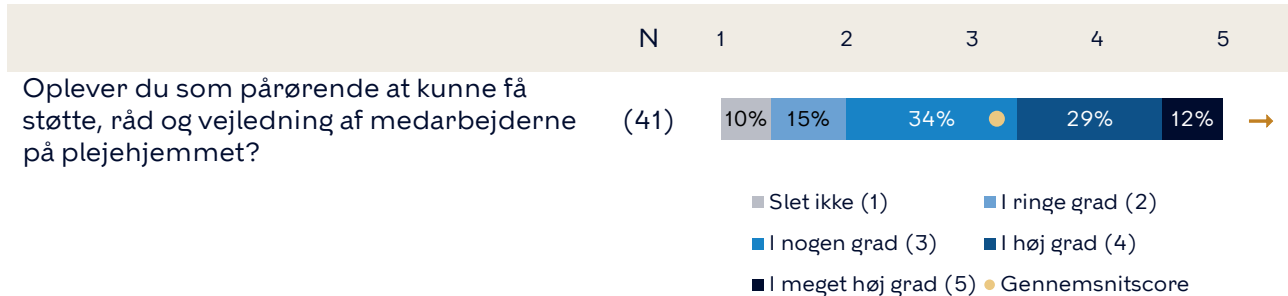 N 1 2 3 4 5
Oplever du som pårørende at kunne få
støtte, råd og vejledning af medarbejderne
på plejehjemmet?
(41)
10% 15% 34% 29% 12%
Slet ikke (1) I ringe grad (2)
I nogen grad (3) I høj grad (4)
I meget høj grad (5) Gennemsnitscore